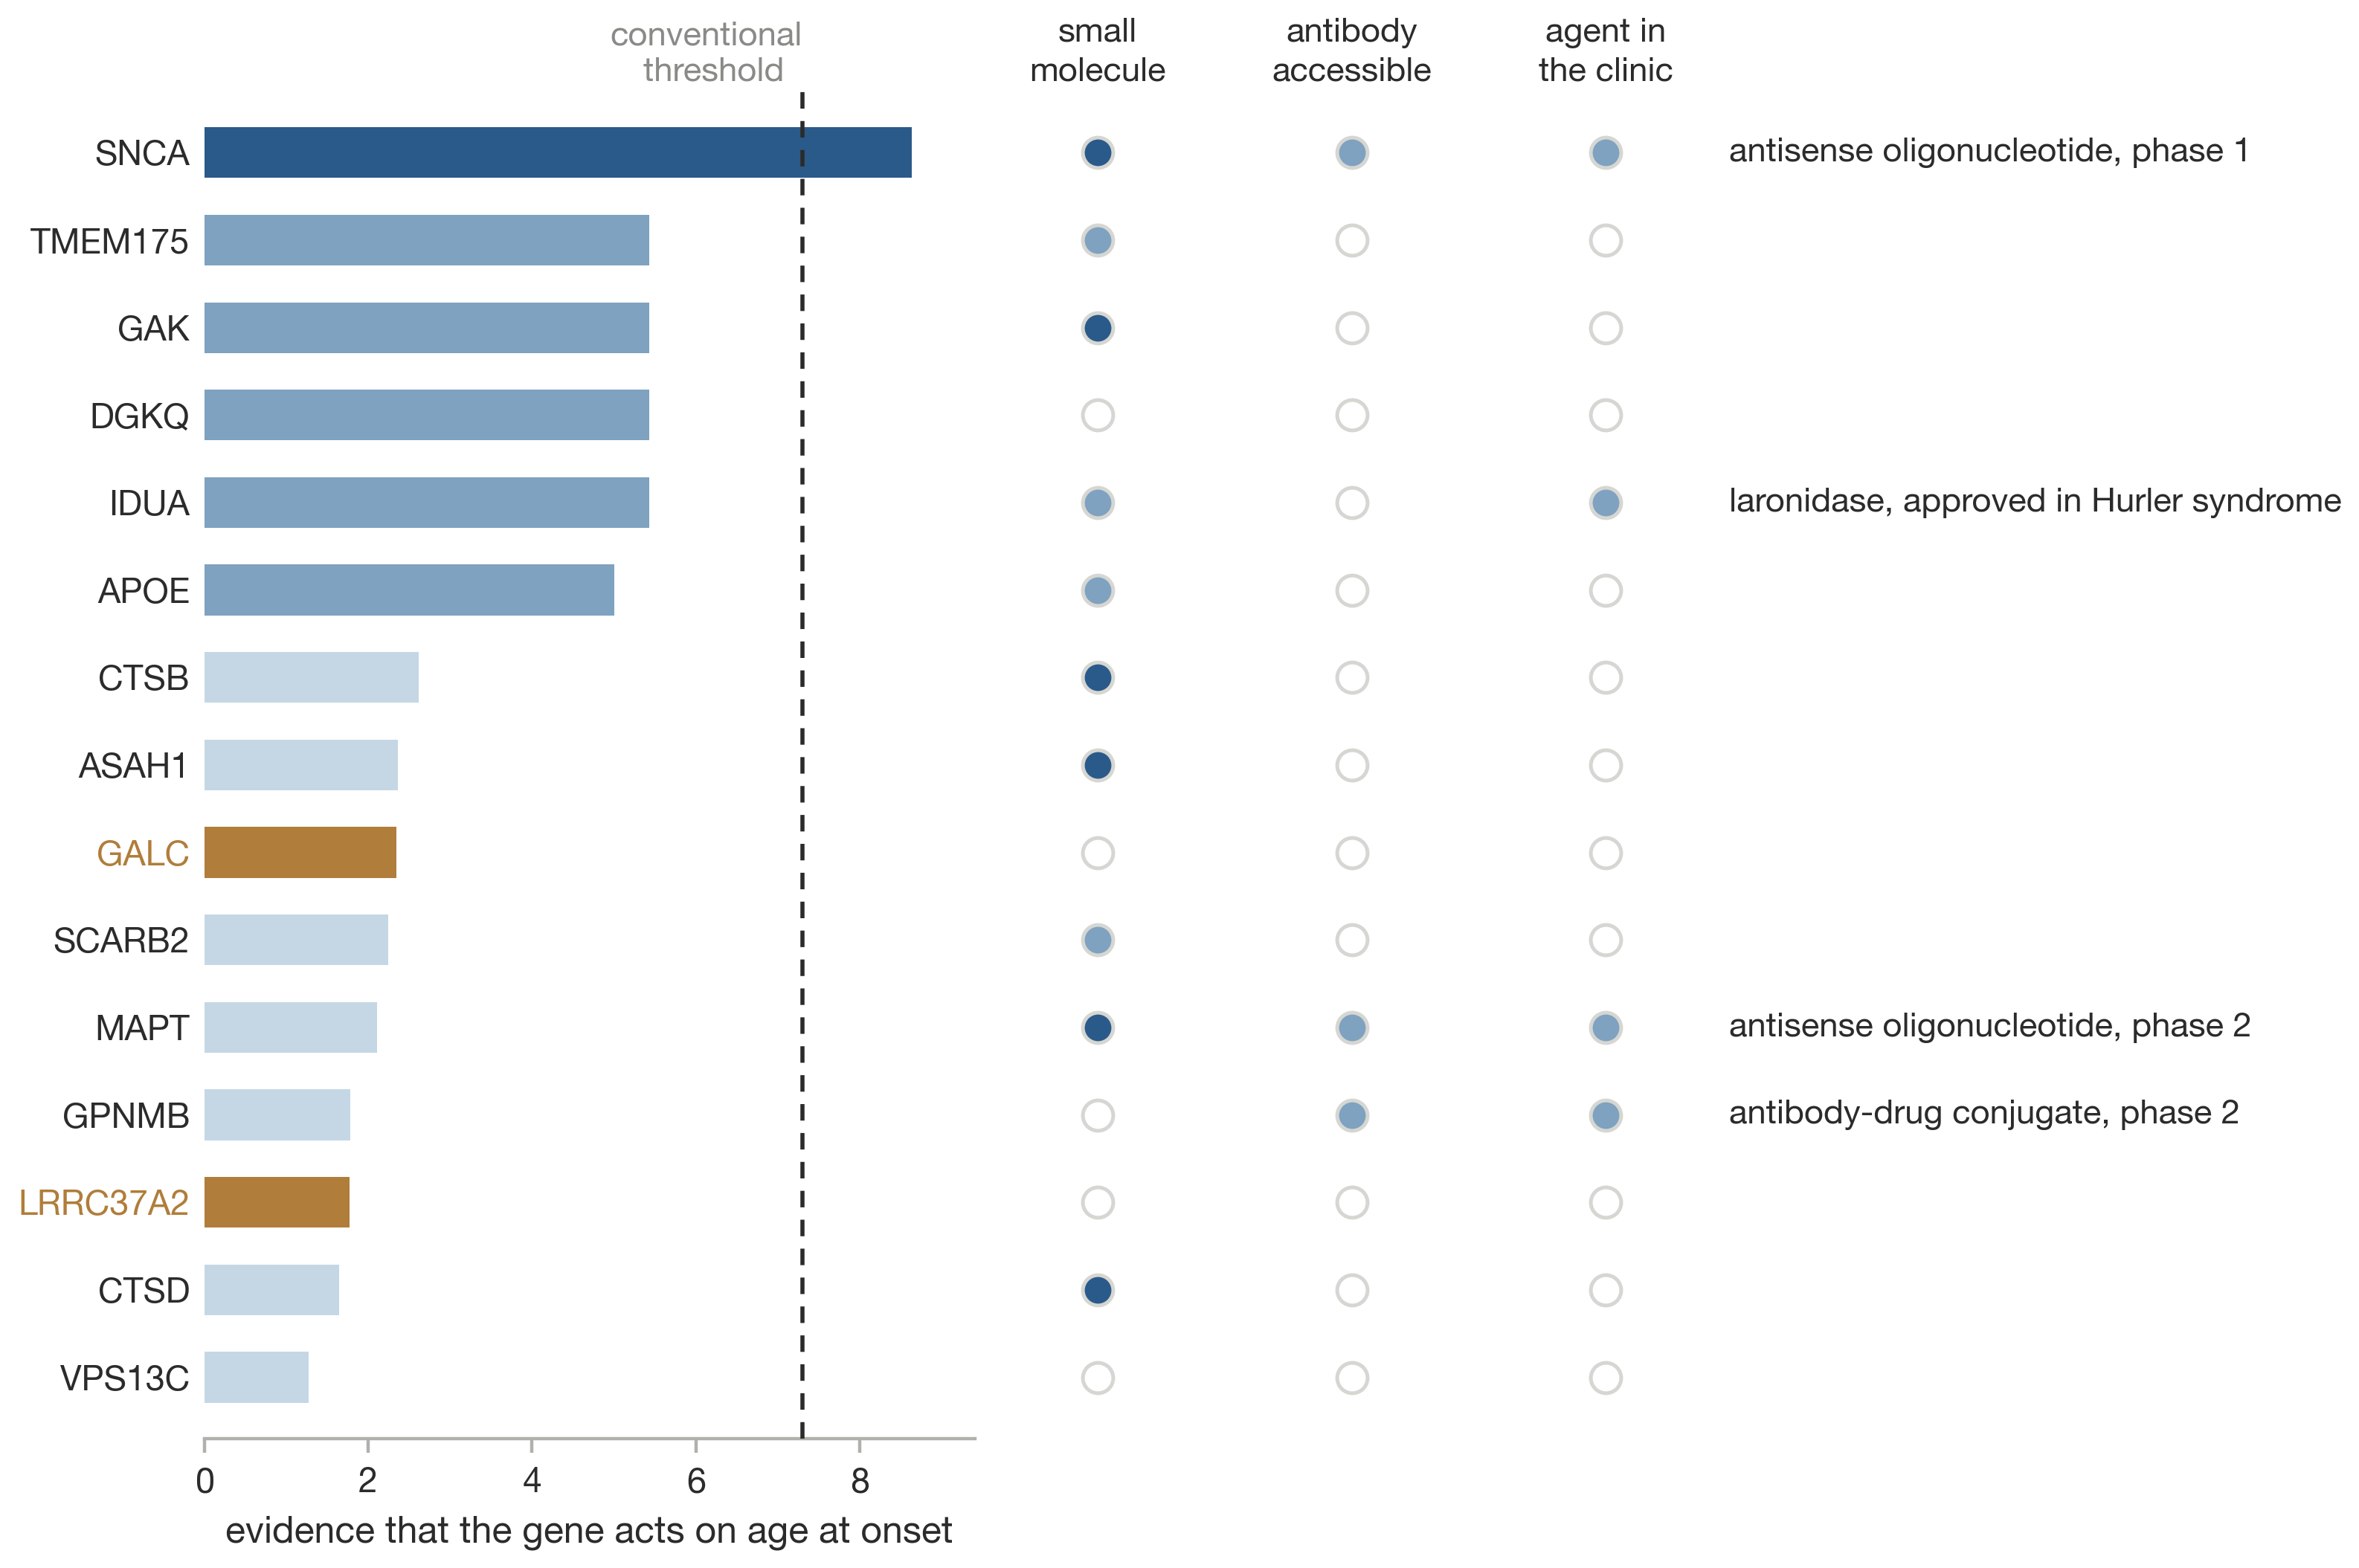 conventional
threshold
small
molecule
antibody
accessible
agent in
the clinic
SNCA
antisense oligonucleotide, phase 1
TMEM175
GAK
DGKQ
IDUA
laronidase, approved in Hurler syndrome
APOE
CTSB
ASAH1
GALC
SCARB2
MAPT
antisense oligonucleotide, phase 2
GPNMB
antibody-drug conjugate, phase 2
LRRC37A2
CTSD
VPS13C
0 2 4 6 8
evidence that the gene acts on age at onset